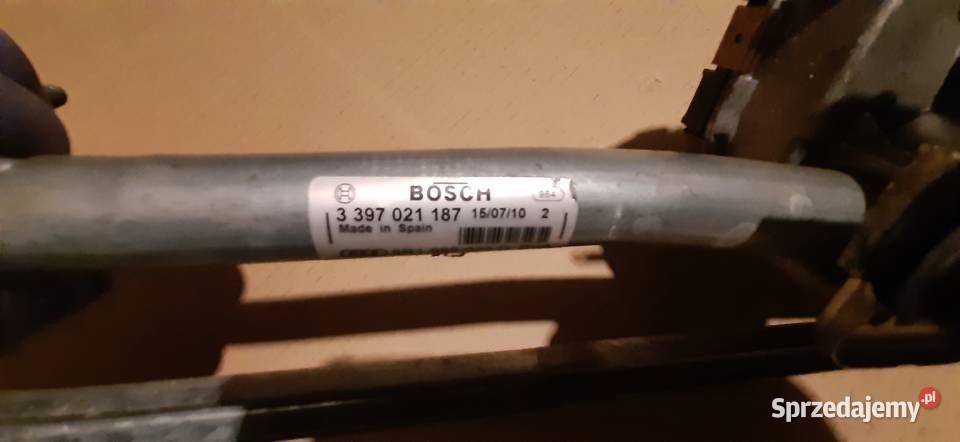 BOSCH
3 397 021 187 15/07/10 2
Made in Spain
Sprzedajemy.pl